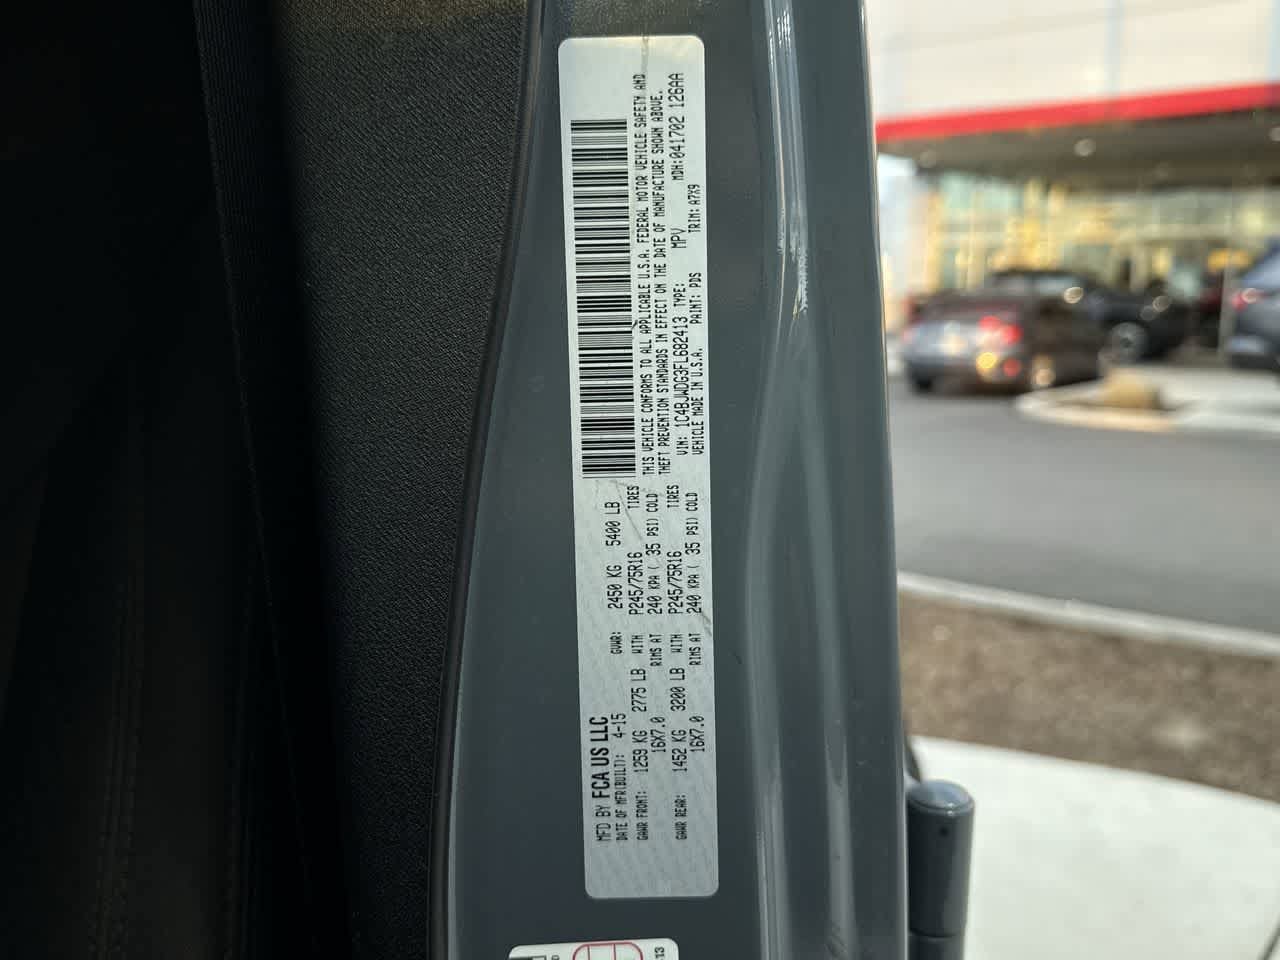 MFD BY FCA US LLC
DATE OF MFR(BUILT): 4-15 GVWR: 2450 KG 5400 LB
GAWR FRONT: 1259 KG 2775 LB WITH P245/75R16 TIRES
16X7.0 RIMS AT 240 KPA ( 35 PSI) COLD
GAWR REAR: 1452 KG 3200 LB WITH P245/75R16 TIRES
16X7.0 RIMS AT 240 KPA ( 35 PSI) COLD
THIS VEHICLE CONFORMS TO ALL APPLICABLE U.S.A. FEDERAL MOTOR VEHICLE SAFETY AND
THEFT PREVENTION STANDARDS IN EFFECT ON THE DATE OF MANUFACTURE SHOWN ABOVE.
VIN: 1C4BJWDG3FL682413 TYPE: MPV MDH:041702 126AA
VEHICLE MADE IN U.S.A. PAINT: PDS TRIM: A7X9
13